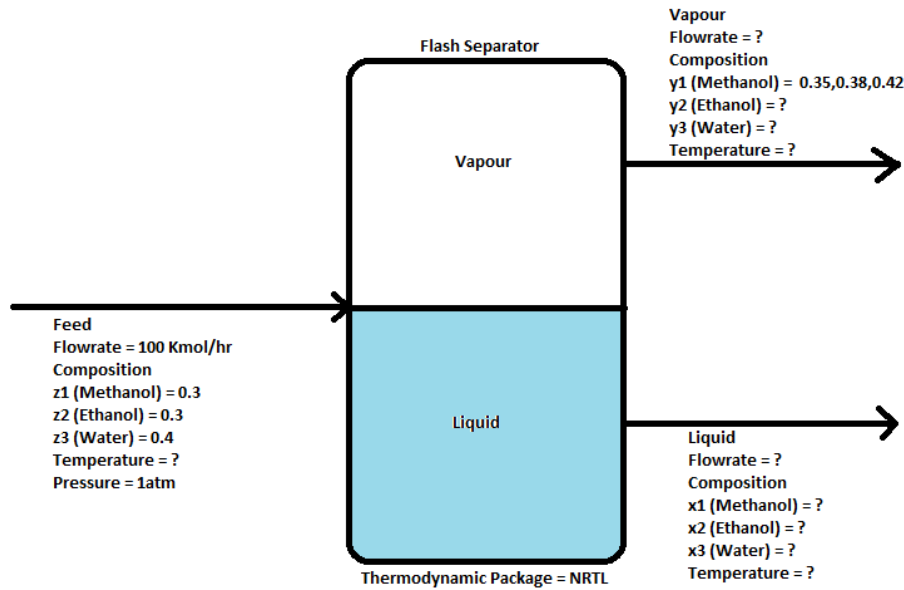 Flash Separator
Vapour
Feed
Flowrate = 100 Kmol/hr
Composition
z1 (Methanol) = 0.3
z2 (Ethanol) = 0.3
z3 (Water) = 0.4
Temperature = ?
Pressure = 1atm
Liquid
Thermodynamic Package = NRTL
Vapour
Flowrate = ?
Composition
y1 (Methanol) = 0.35,0.38,0.42
y2 (Ethanol) = ?
y3 (Water) = ?
Temperature = ?
Liquid
Flowrate = ?
Composition
x1 (Methanol) = ?
x2 (Ethanol) = ?
x3 (Water) = ?
Temperature = ?